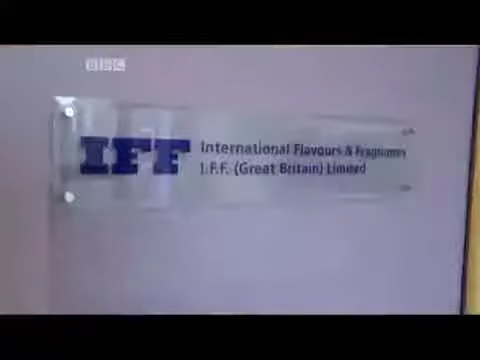 BBC
IFF
International Flavours & Fragrances
I.F.F. (Great Britain) Limited